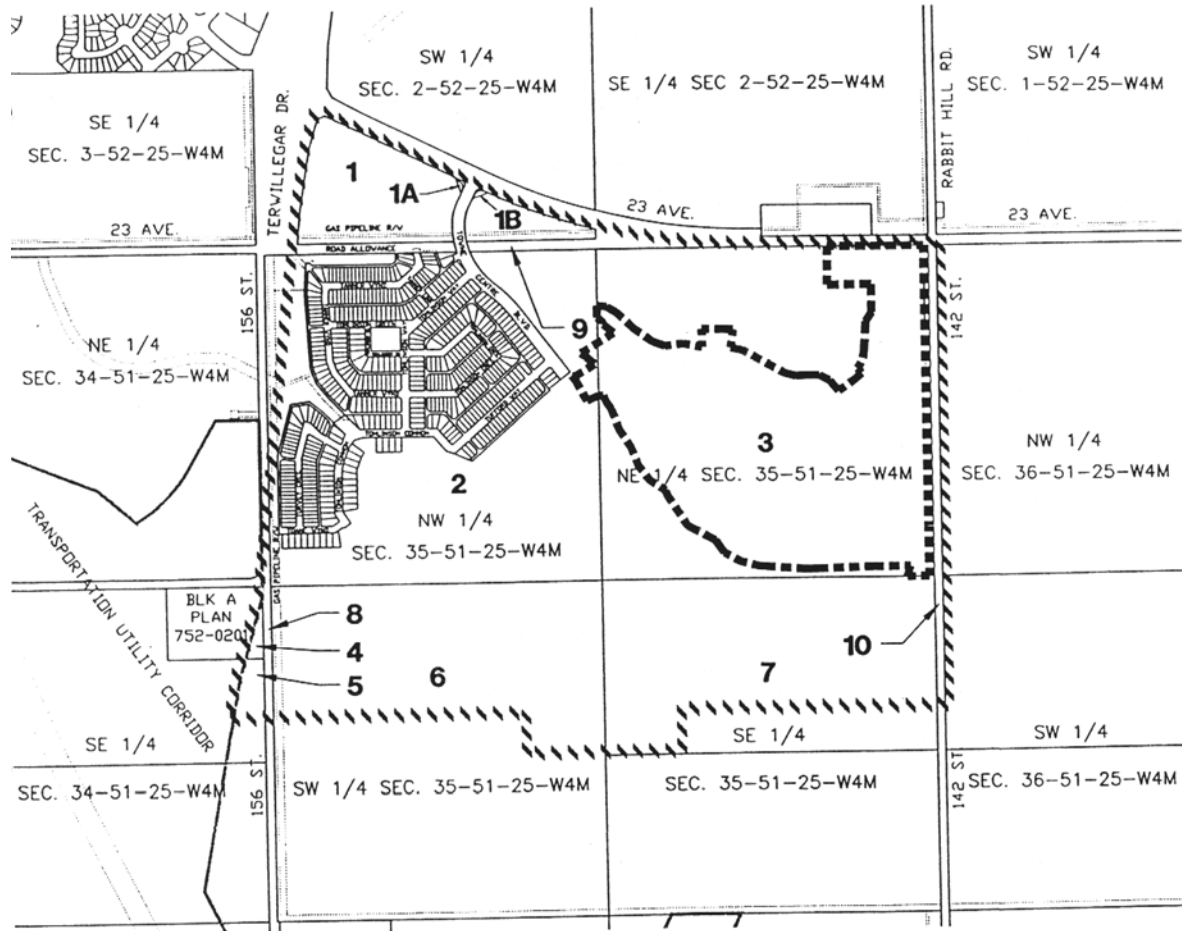 SW 1/4
SEC. 2-52-25-W4M
SE 1/4 SEC 2-52-25-W4M
RABBIT HILL RD.
SW 1/4
SEC. 1-52-25-W4M
SE 1/4
SEC. 3-52-25-W4M
TERWILLEGAR DR.
1
1A
1B
23 AVE.
23 AVE.
23 AVE.
GAS PIPELINE R/V
ROAD ALLOWANCE
TOWNE
CENTRE
BLVD
156 ST.
142 ST.
9
NE 1/4
SEC. 34-51-25-W4M
TOMLINSON COMMON
3
NE 1/4 SEC. 35-51-25-W4M
NW 1/4
SEC. 36-51-25-W4M
2
NW 1/4
SEC. 35-51-25-W4M
GAS PIPELINE R/V
TRANSPORTATION UTILITY CORRIDOR
BLK A
PLAN
752-0201
8
4
5
6
7
10
SE 1/4
SEC. 34-51-25-W4M
156 ST.
SW 1/4 SEC. 35-51-25-W4M
SE 1/4
SEC. 35-51-25-W4M
142 ST
SW 1/4
SEC. 36-51-25-W4M